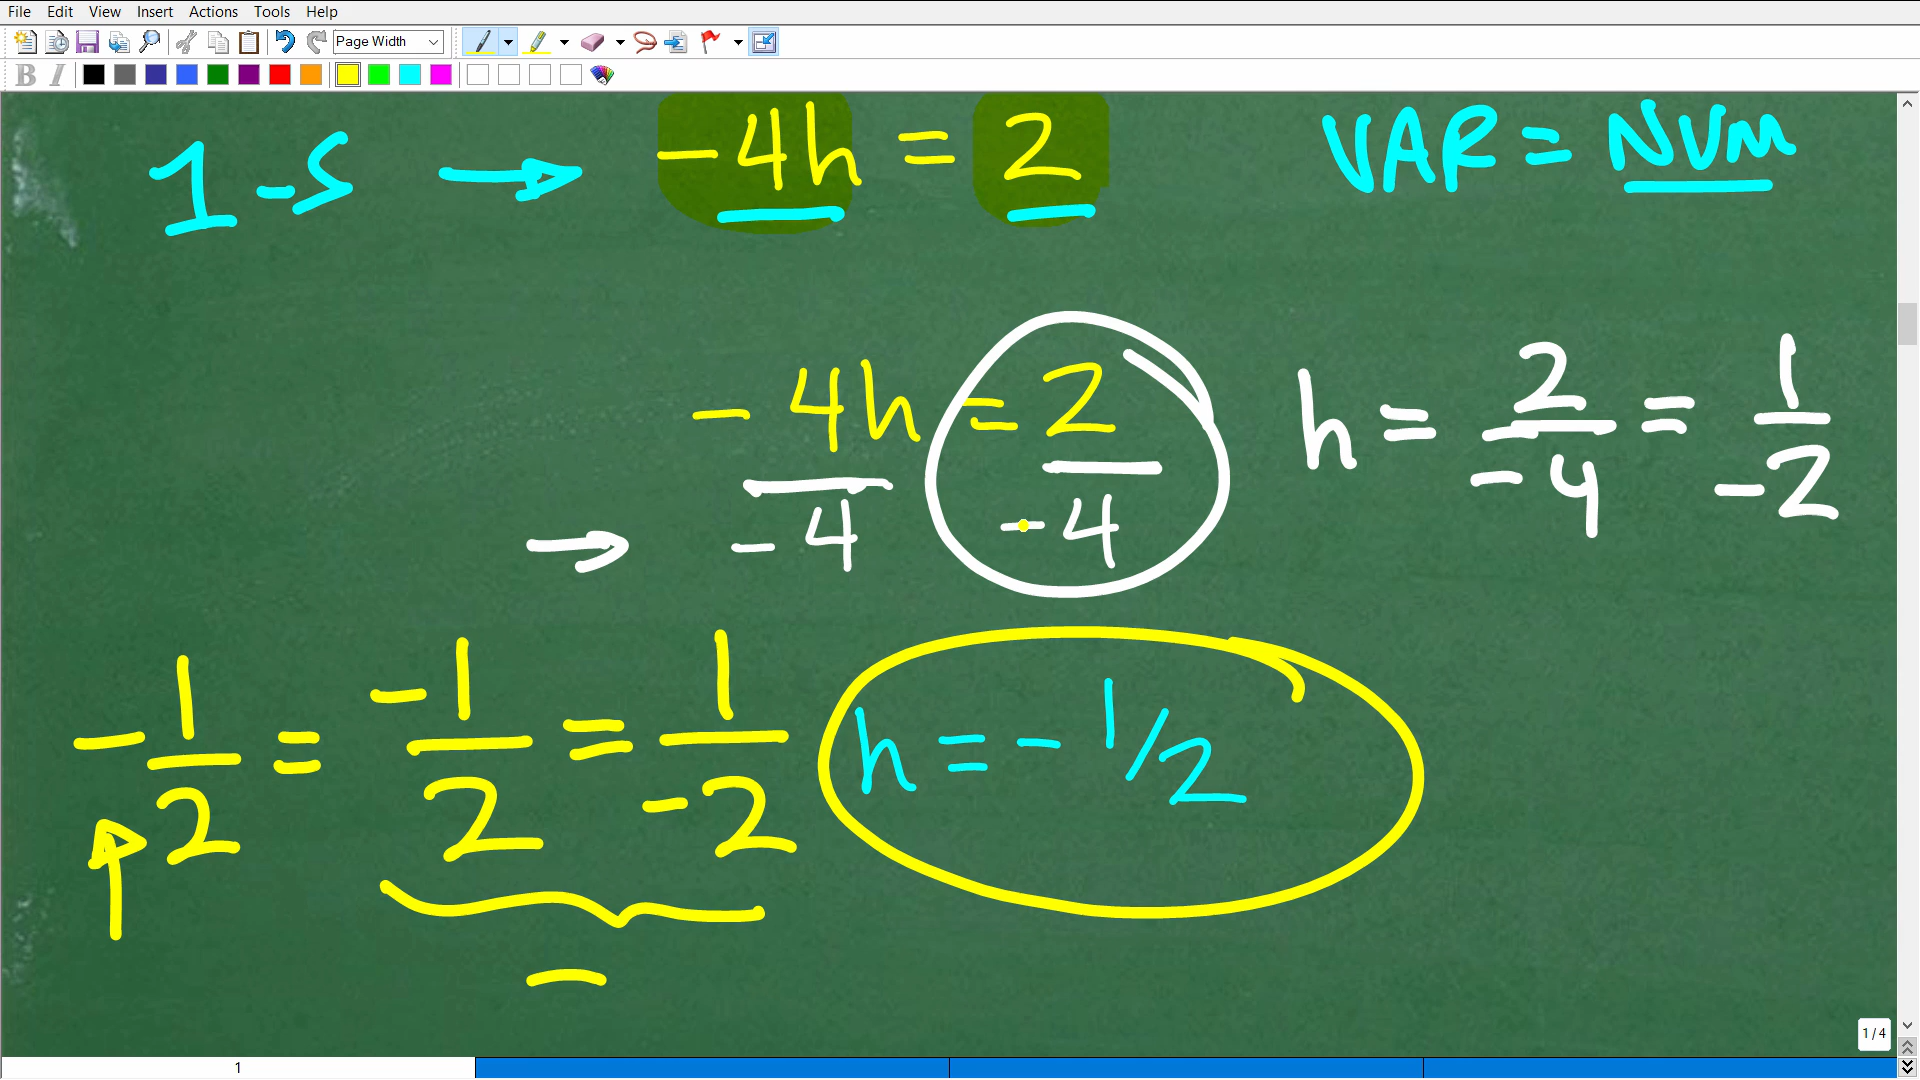 File Edit View Insert Actions Tools Help
Page Width
B I
1-S → -4h = 2 VAR = NUM
-4h = 2 h = 2/-4 = 1/-2
→ -4 -4
-1/2 = -1/2 = 1/-2 h = - 1/2
1/4
1